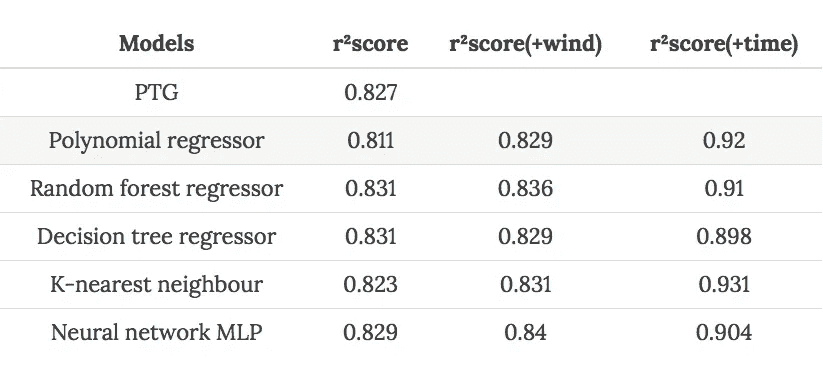 Models r²score r²score(+wind) r²score(+time)
PTG 0.827
Polynomial regressor 0.811 0.829 0.92
Random forest regressor 0.831 0.836 0.91
Decision tree regressor 0.831 0.829 0.898
K-nearest neighbour 0.823 0.831 0.931
Neural network MLP 0.829 0.84 0.904